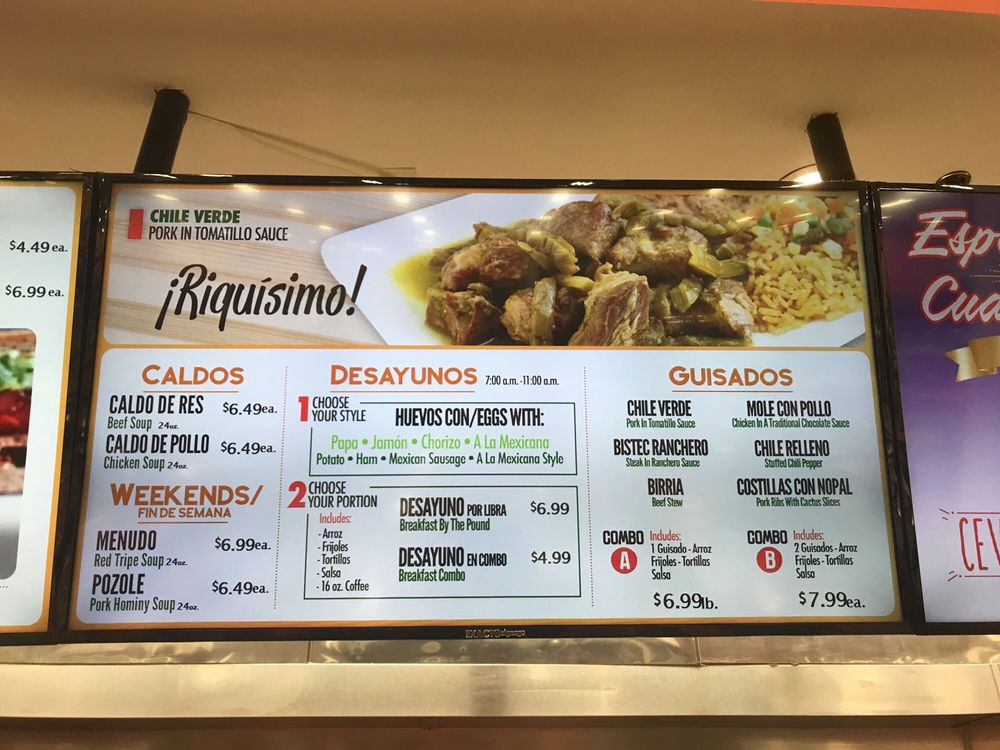 $4.49 ea.
$6.99 ea.
CHILE VERDE
PORK IN TOMATILLO SAUCE
¡Riquísimo!
CALDOS
CALDO DE RES $6.49ea.
Beef Soup 24oz.
CALDO DE POLLO $6.49ea.
Chicken Soup 24oz.
WEEKENDS/
FIN DE SEMANA
MENUDO $6.99ea.
Red Tripe Soup 24oz.
POZOLE $6.49ea.
Pork Hominy Soup 24oz.
DESAYUNOS 7:00 a.m. -11:00 a.m.
1 CHOOSE YOUR STYLE
HUEVOS CON/EGGS WITH:
Papa • Jamón • Chorizo • A La Mexicana
Potato • Ham • Mexican Sausage • A La Mexicana Style
2 CHOOSE YOUR PORTION
Includes:
- Arroz
- Frijoles
- Tortillas
- Salsa
- 16 oz. Coffee
DESAYUNO POR LIBRA $6.99
Breakfast By The Pound
DESAYUNO EN COMBO $4.99
Breakfast Combo
GUISADOS
CHILE VERDE
Pork In Tomatillo Sauce
MOLE CON POLLO
Chicken In A Traditional Chocolate Sauce
BISTEC RANCHERO
Steak In Ranchero Sauce
CHILE RELLENO
Stuffed Chili Pepper
BIRRIA
Beef Stew
COSTILLAS CON NOPAL
Pork Ribs With Cactus Slices
COMBO A
Includes:
1 Guisado - Arroz
Frijoles - Tortillas
Salsa
$6.99lb.
COMBO B
Includes:
2 Guisados - Arroz
Frijoles - Tortillas
Salsa
$7.99ea.
Esp
Cua
CEV